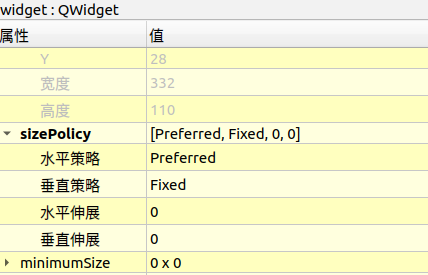 widget : QWidget
属性 值
Y 28
宽度 332
高度 110
sizePolicy [Preferred, Fixed, 0, 0]
水平策略 Preferred
垂直策略 Fixed
水平伸展 0
垂直伸展 0
minimumSize 0 x 0